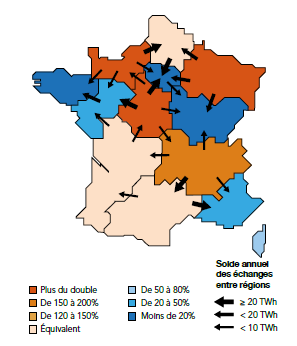 Solde annuel
des échanges
entre régions
Plus du double
De 150 à 200%
De 120 à 150%
Équivalent
De 50 à 80%
De 20 à 50%
Moins de 20%
≥ 20 TWh
< 20 TWh
< 10 TWh